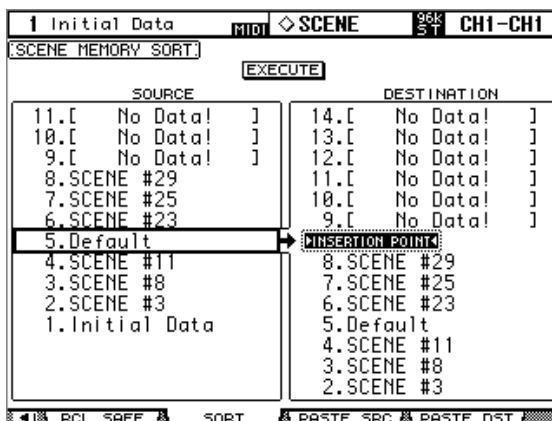 1 Initial Data MIDI ◇SCENE 96K ST CH1-CH1
SCENE MEMORY SORT
EXECUTE
SOURCE
11.[ No Data! ]
10.[ No Data! ]
9.[ No Data! ]
8.SCENE #29
7.SCENE #25
6.SCENE #23
5.Default
4.SCENE #11
3.SCENE #8
2.SCENE #3
1.Initial Data
DESTINATION
14.[ No Data! ]
13.[ No Data! ]
12.[ No Data! ]
11.[ No Data! ]
10.[ No Data! ]
9.[ No Data! ]
INSERTION POINT
8.SCENE #29
7.SCENE #25
6.SCENE #23
5.Default
4.SCENE #11
3.SCENE #8
2.SCENE #3
RCL SAFE SORT PASTE SRC PASTE DST